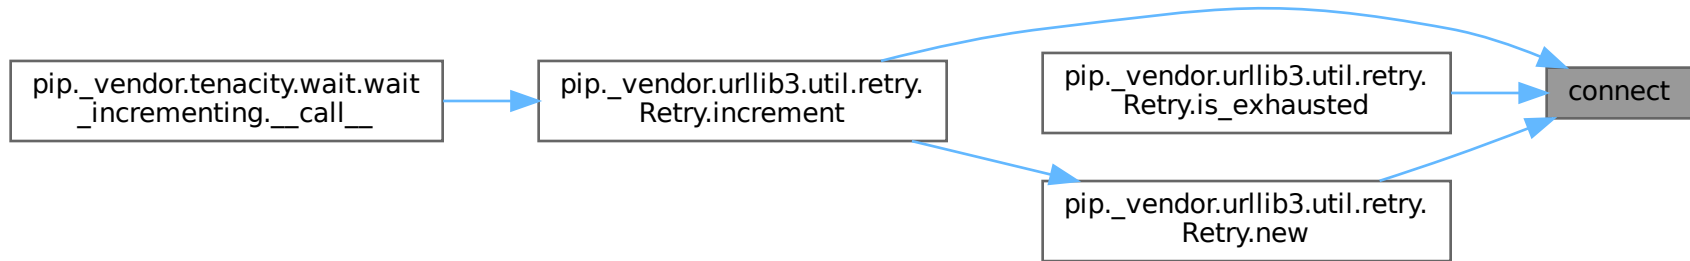 pip._vendor.tenacity.wait.wait
_incrementing.__call__
pip._vendor.urllib3.util.retry.
Retry.increment
pip._vendor.urllib3.util.retry.
Retry.is_exhausted
connect
pip._vendor.urllib3.util.retry.
Retry.new